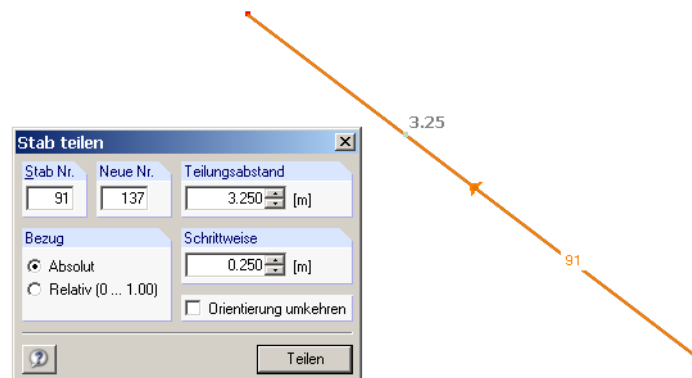 3.25
Stab teilen
Stab Nr. Neue Nr. Teilungsabstand
91 137 3.250 [m]
Bezug Schrittweise
Absolut 0.250 [m]
Relativ (0 ... 1.00)
Orientierung umkehren
Teilen
91